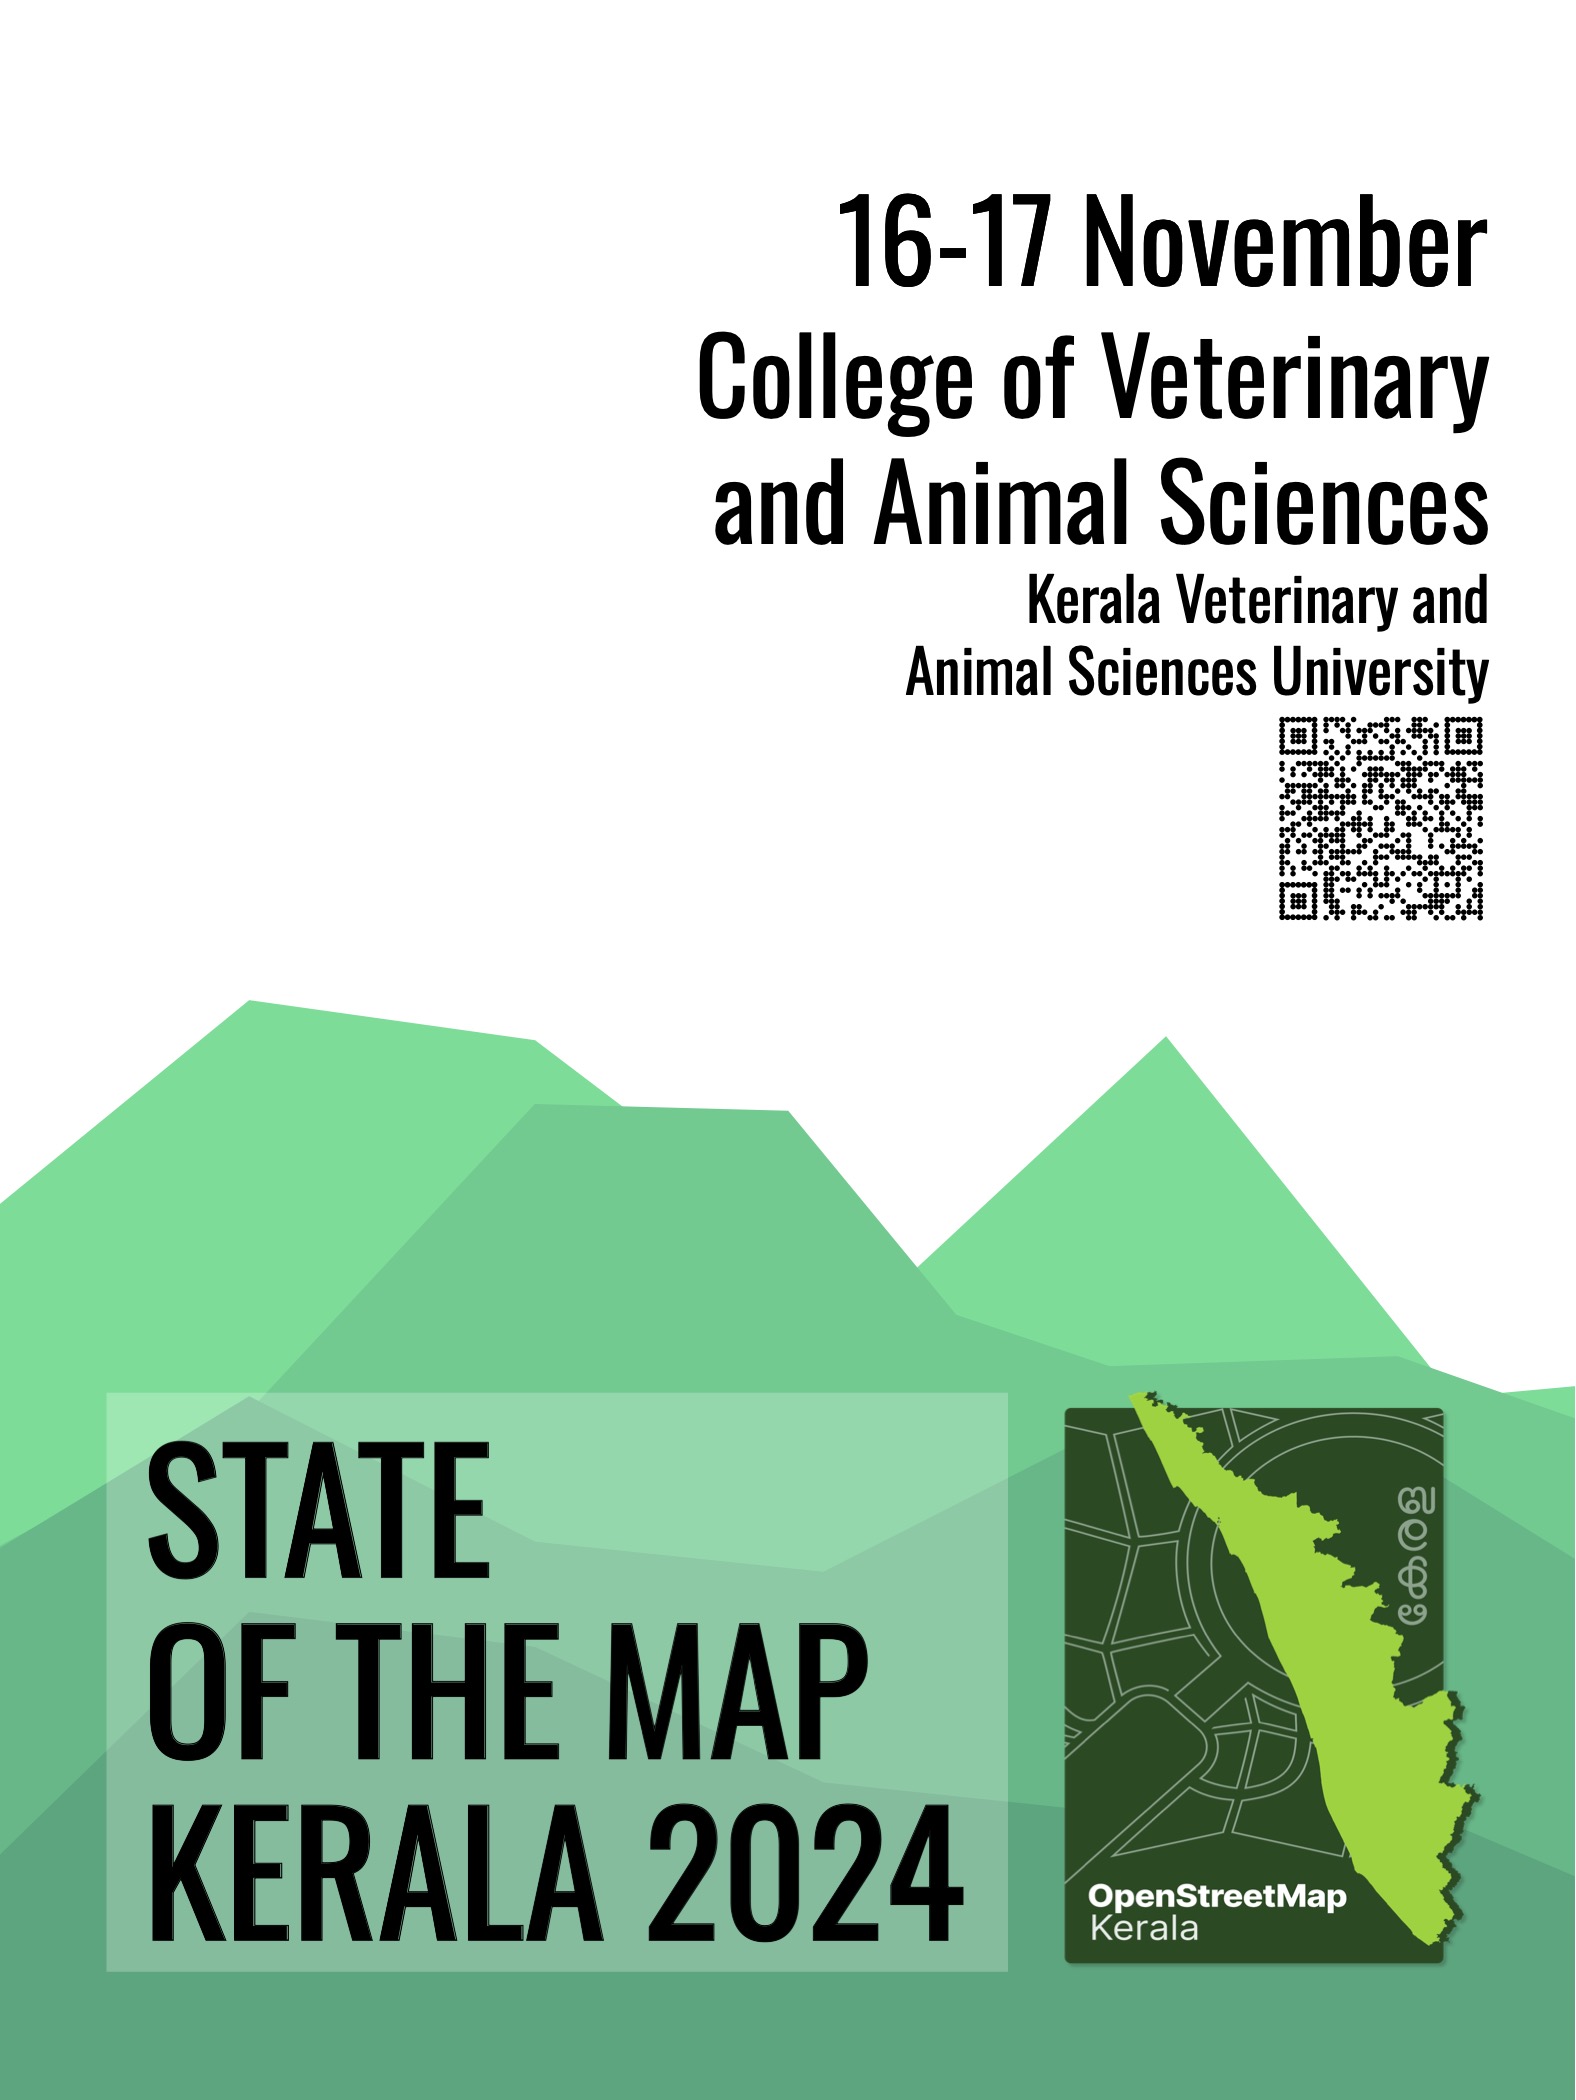 16-17 November
College of Veterinary
and Animal Sciences
Kerala Veterinary and
Animal Sciences University
STATE
OF THE MAP
KERALA 2024
കേരള
OpenStreetMap
Kerala